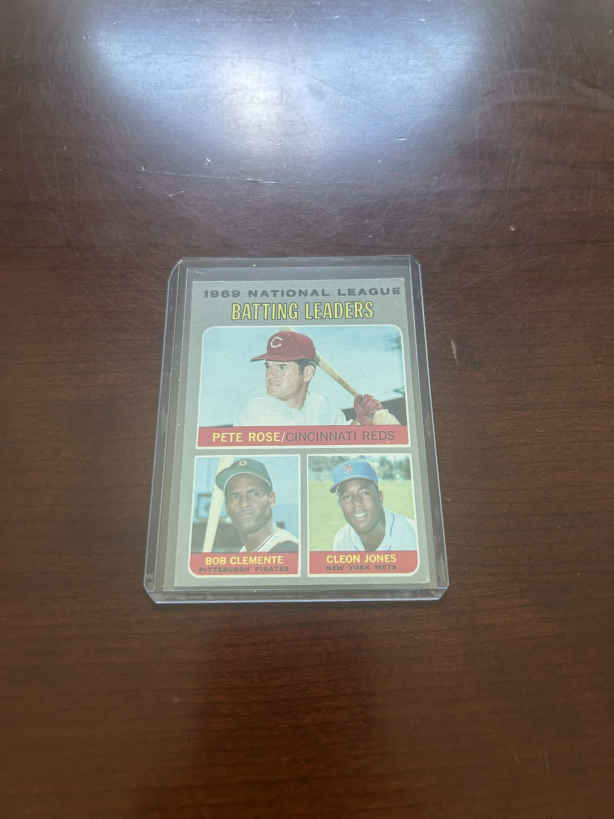 1969 NATIONAL LEAGUE
BATTING LEADERS
C
PETE ROSE/CINCINNATI REDS
BOB CLEMENTE
PITTSBURGH PIRATES
CLEON JONES
NEW YORK METS